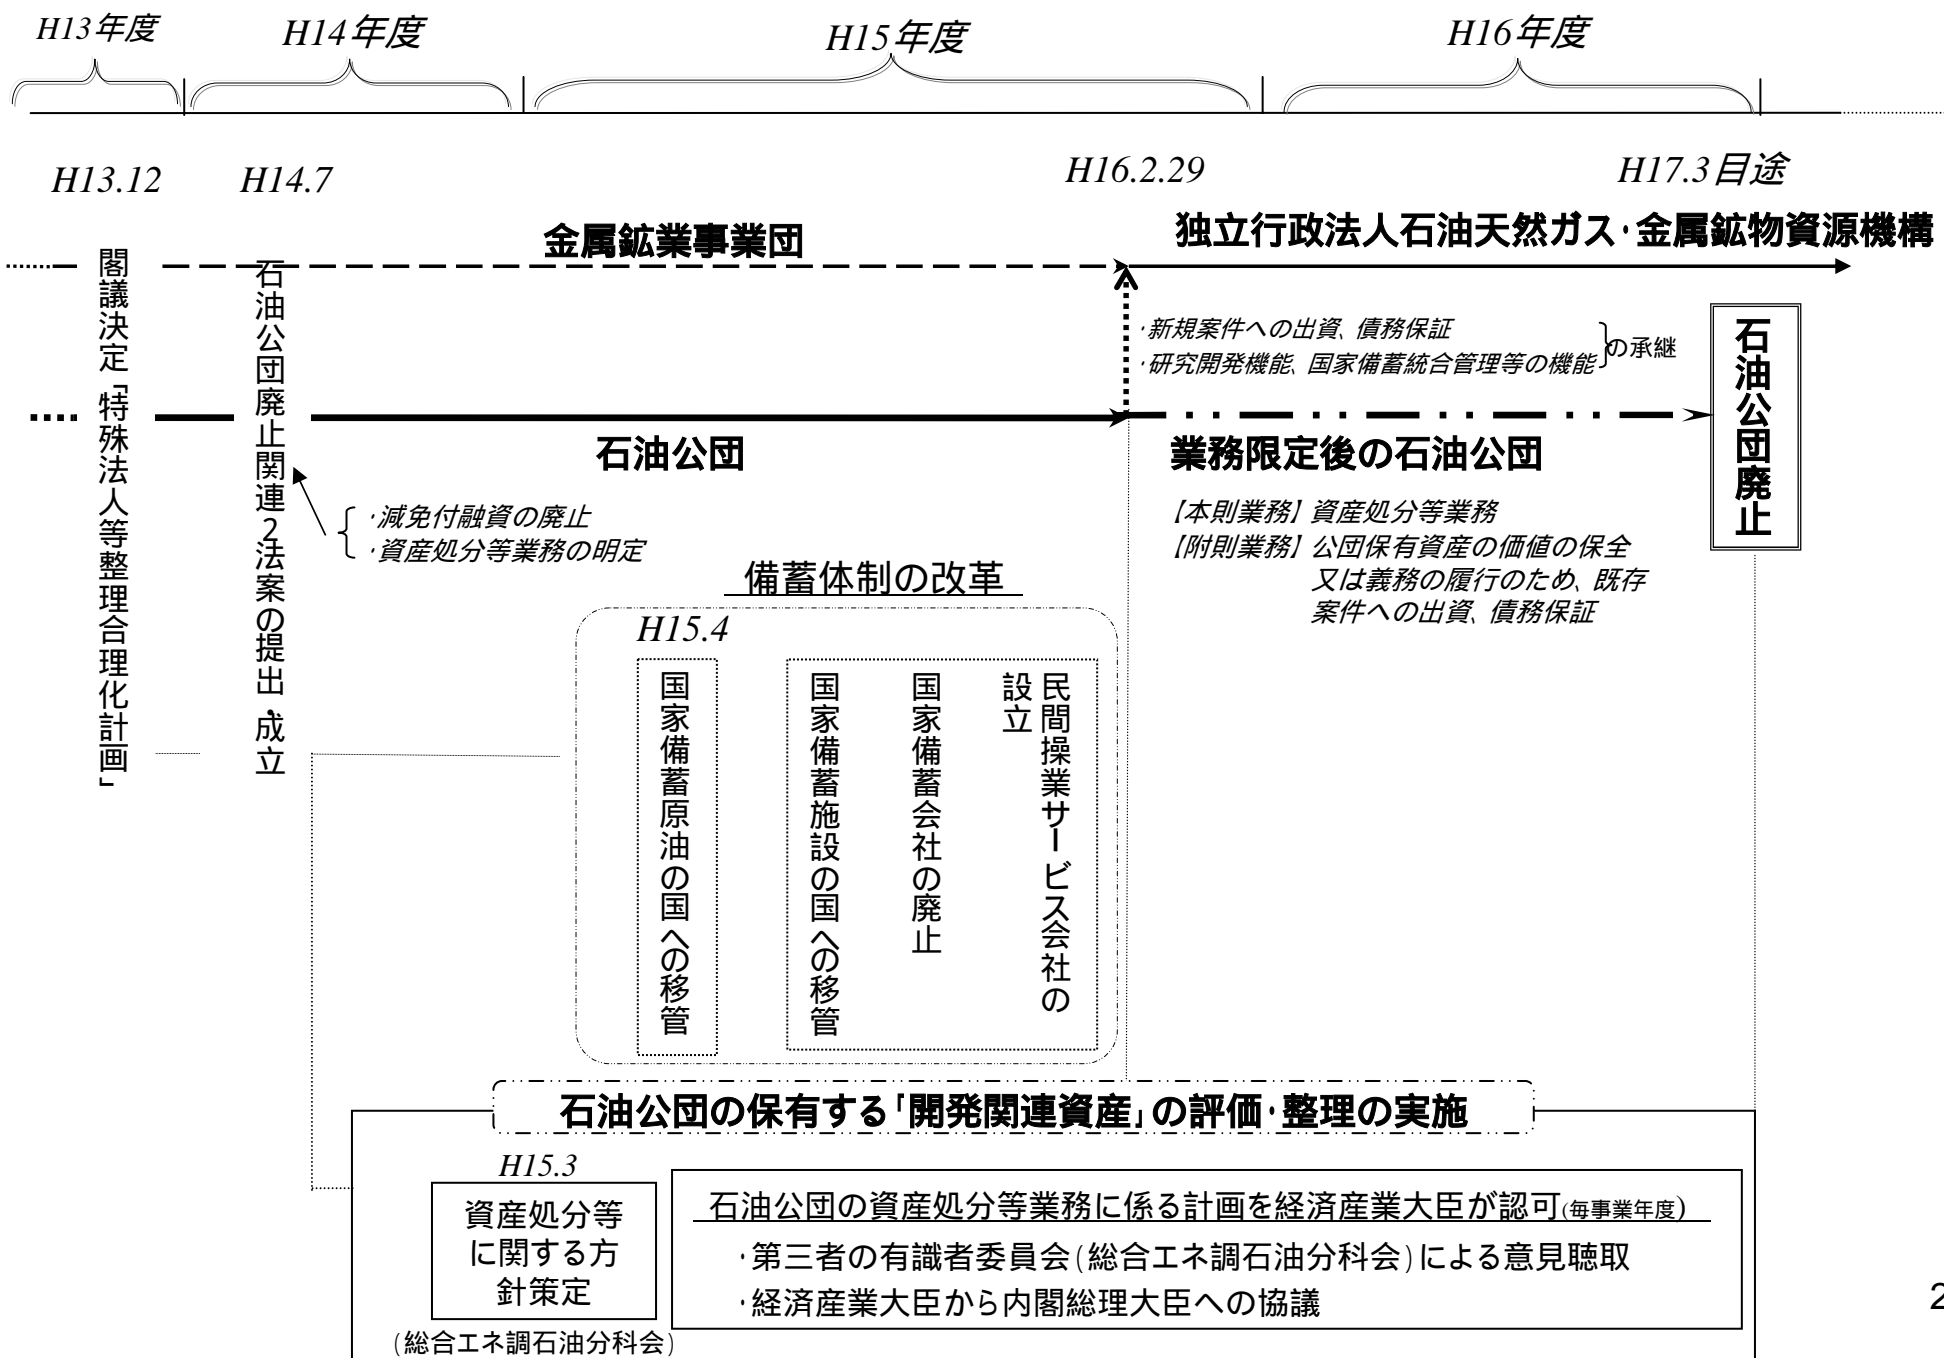 H13年度
H14年度
H15年度
H16年度
H13.12
H14.7
H16.2.29
H17.3目途
金属鉱業事業団
独立行政法人石油天然ガス・金属鉱物資源機構
閣議決定「特殊法人等整理合理化計画」
石油公団廃止関連2法案の提出・成立
・新規案件への出資、債務保証
・研究開発機能、国家備蓄統合管理等の機能
の承継
石油公団廃止
石油公団
業務限定後の石油公団
・減免付融資の廃止
・資産処分等業務の明定
【本則業務】資産処分等業務
【附則業務】公団保有資産の価値の保全
又は義務の履行のため、既存
案件への出資、債務保証
備蓄体制の改革
H15.4
国家備蓄原油の国への移管
国家備蓄施設の国への移管
国家備蓄会社の廃止
民間操業サービス会社の
設立
石油公団の保有する「開発関連資産」の評価・整理の実施
H15.3
資産処分等
に関する方
針策定
(総合エネ調石油分科会)
石油公団の資産処分等業務に係る計画を経済産業大臣が認可(毎事業年度)
・第三者の有識者委員会(総合エネ調石油分科会)による意見聴取
・経済産業大臣から内閣総理大臣への協議
2